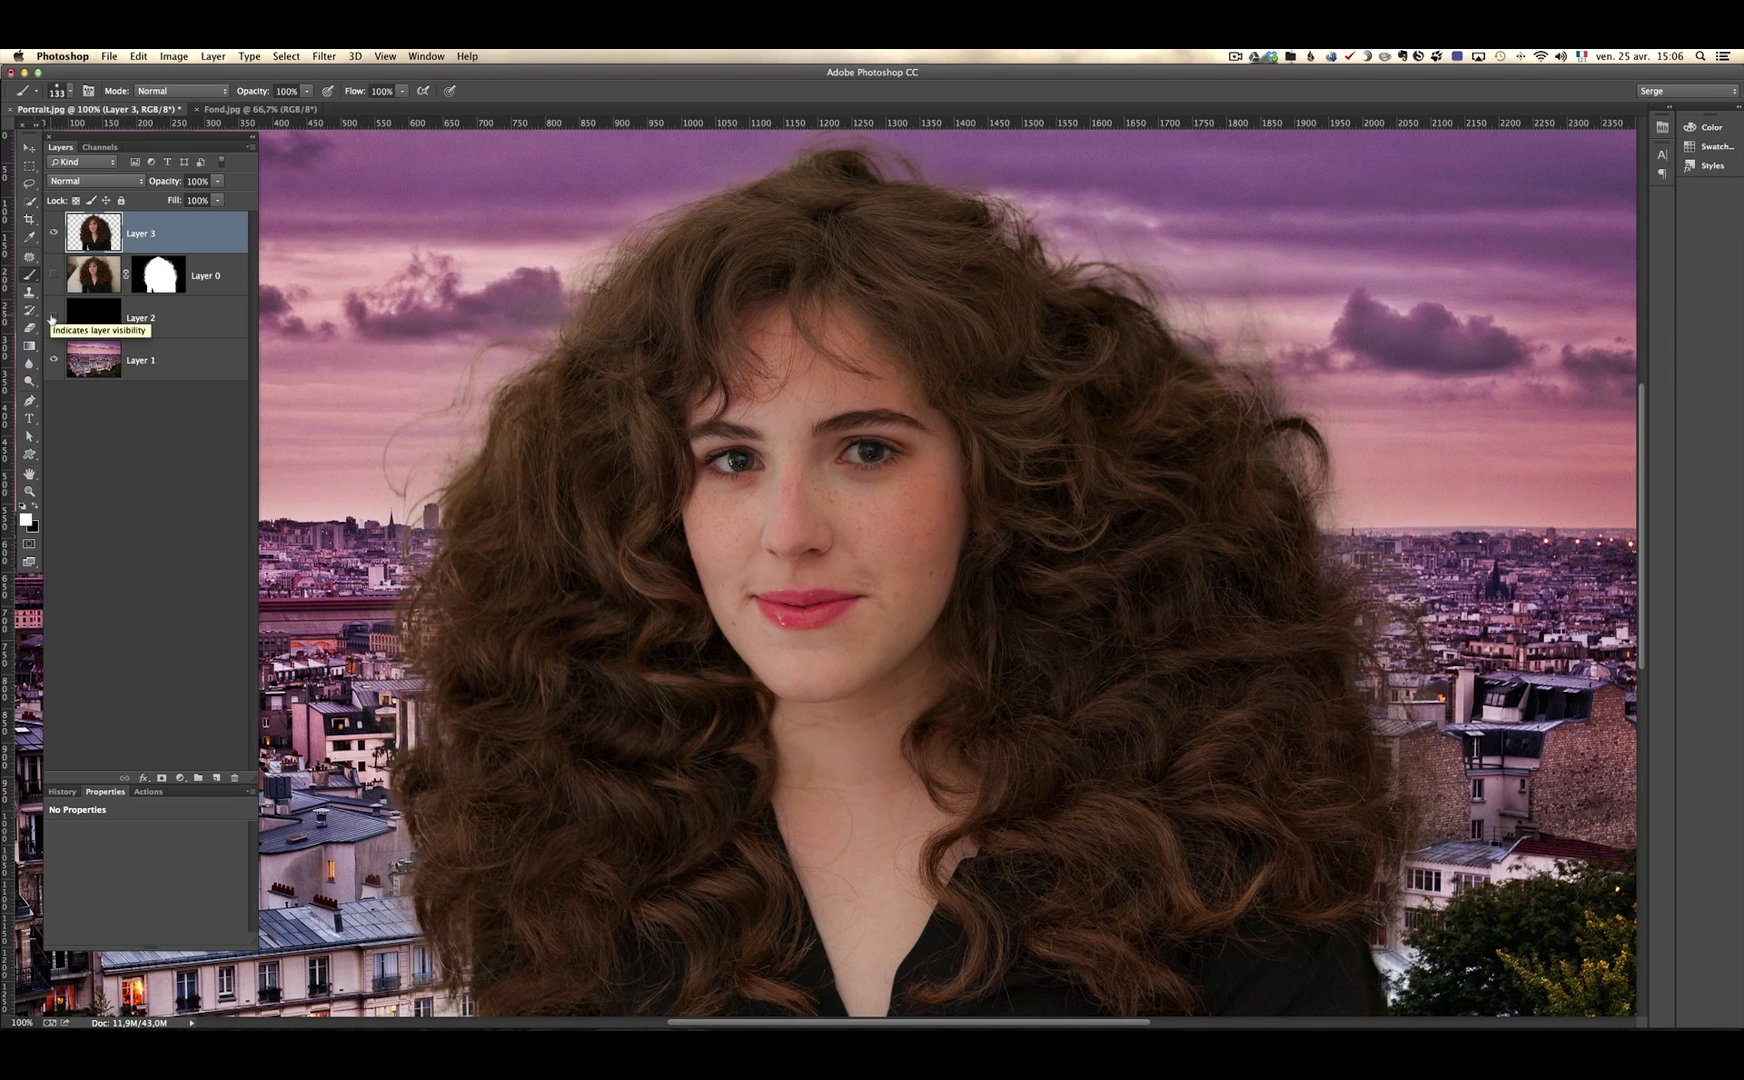 Photoshop File Edit Image Layer Type Select Filter 3D View Window Help ven. 25 avr. 15:06
Adobe Photoshop CC
133 Mode: Normal Opacity: 100% Flow: 100% Serge
Portrait.jpg @ 100% (Layer 3, RGB/8*) * Fond.jpg @ 66,7% (RGB/8*)
100 150 200 250 300 350 400 450 500 550 600 650 700 750 800 850 900 950 1000 1050 1100 1150 1200 1250 1300 1350 1400 1450 1500 1550 1600 1650 1700 1750 1800 1850 1900 1950 2000 2050 2100 2150 2200 2250 2300 2350
Layers Channels
Kind
Normal Opacity: 100%
Lock: Fill: 100%
Layer 3
Layer 0
Layer 2
Indicates layer visibility
Layer 1
History Properties Actions
No Properties
100% Doc: 11,9M/43,0M
Mb Color
Swatch...
Styles